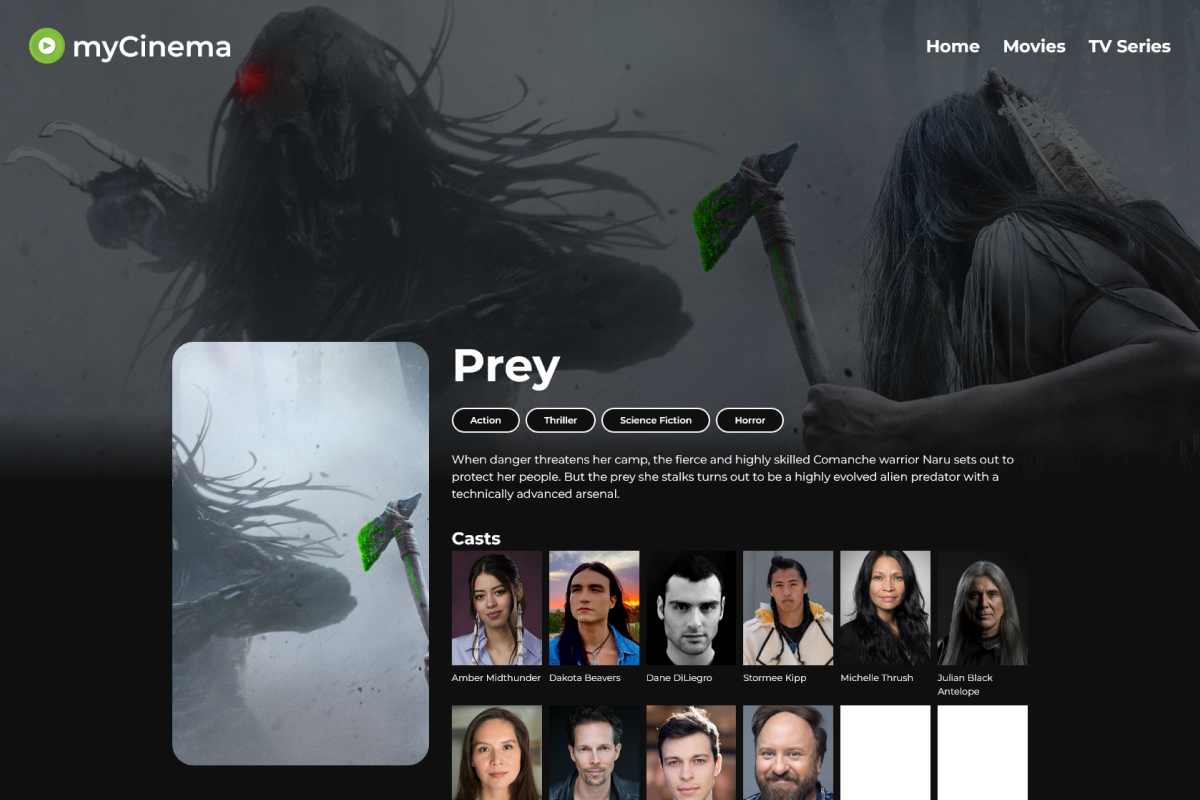 myCinema
Home Movies TV Series
Prey
Action Thriller Science Fiction Horror
When danger threatens her camp, the fierce and highly skilled Comanche warrior Naru sets out to
protect her people. But the prey she stalks turns out to be a highly evolved alien predator with a
technically advanced arsenal.
Casts
Amber Midthunder Dakota Beavers Dane DiLiegro Stormee Kipp Michelle Thrush Julian Black
Antelope